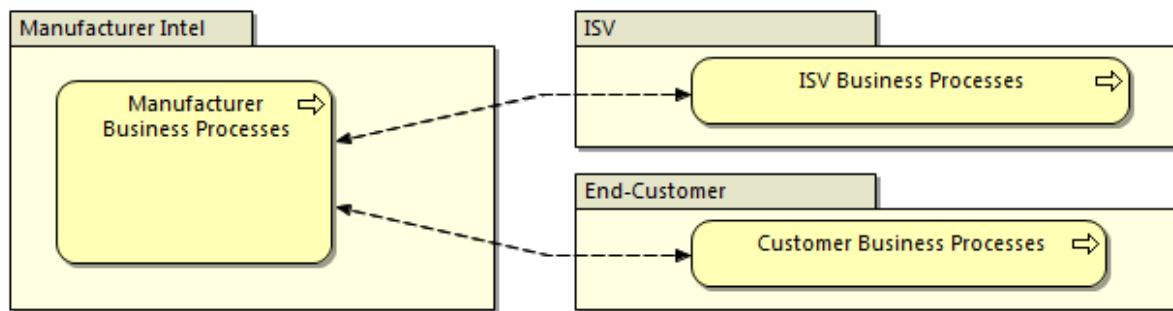 Manufacturer Intel
Manufacturer
Business Processes
ISV
ISV Business Processes
End-Customer
Customer Business Processes